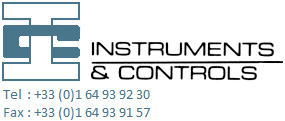 INSTRUMENTS
& CONTROLS
Tel : +33 (0)1 64 93 92 30
Fax : +33 (0)1 64 93 91 57